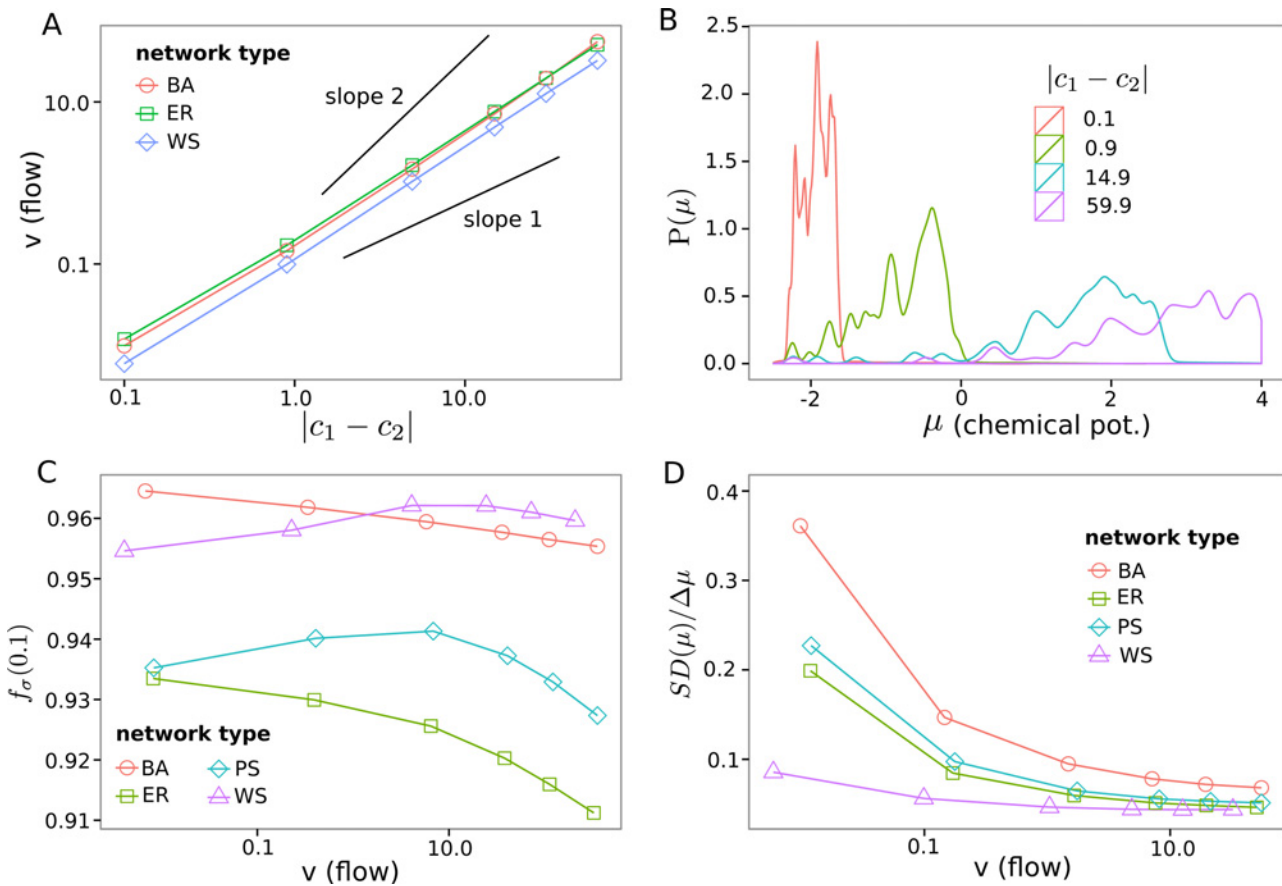 A
v (flow)
10.0
0.1
network type
BA
ER
WS
slope 2
slope 1
0.1
1.0
10.0
|c₁ − c₂|
B
P(μ)
2.5
2.0
1.5
1.0
0.5
0.0
|c₁ − c₂|
0.1
0.9
14.9
59.9
-2
0
2
4
μ (chemical pot.)
C
f_σ(0.1)
0.96
0.95
0.94
0.93
0.92
0.91
network type
BA PS
ER WS
0.1
10.0
v (flow)
D
SD(μ)/Δμ
0.4
0.3
0.2
0.1
network type
BA
ER
PS
WS
0.1
10.0
v (flow)